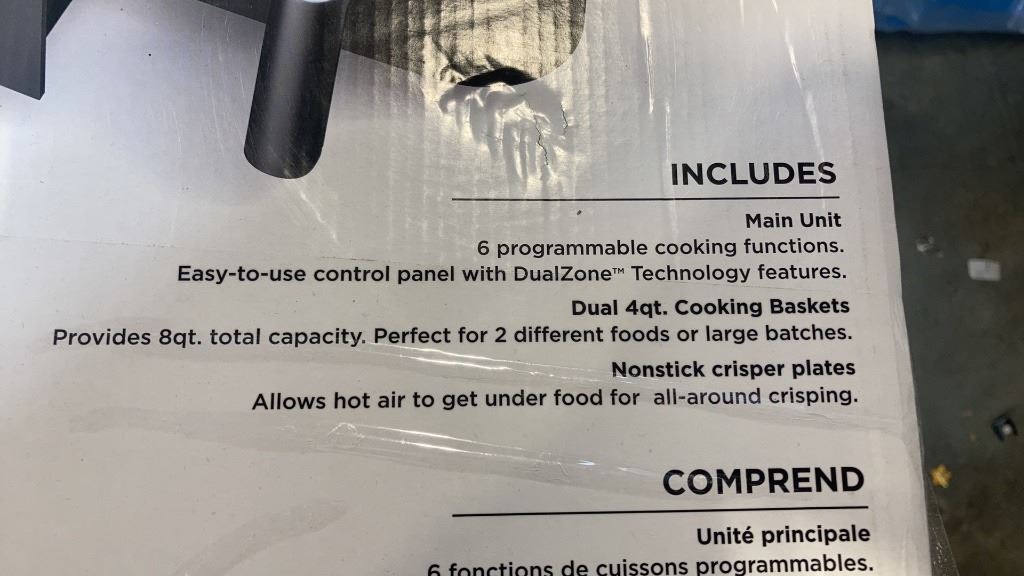 INCLUDES
Main Unit
6 programmable cooking functions.
Easy-to-use control panel with DualZone™ Technology features.
Dual 4qt. Cooking Baskets
Provides 8qt. total capacity. Perfect for 2 different foods or large batches.
Nonstick crisper plates
Allows hot air to get under food for all-around crisping.
COMPREND
Unité principale
6 fonctions de cuissons programmables.